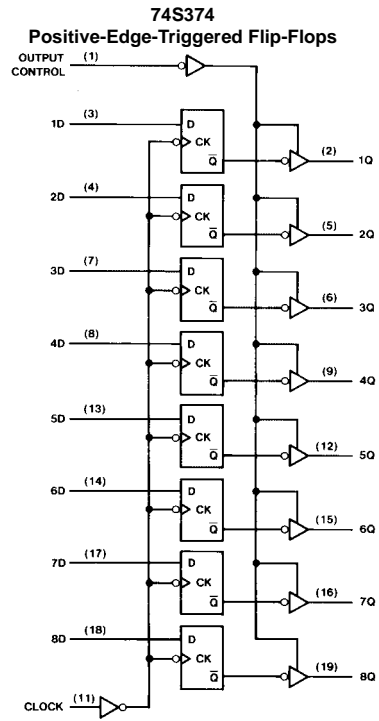 74S374
Positive-Edge-Triggered Flip-Flops
OUTPUT (1)
CONTROL
1D (3) D
CK (2)
Q̅ 1Q
2D (4) D
CK (5)
Q̅ 2Q
3D (7) D
CK (6)
Q̅ 3Q
4D (8) D
CK (9)
Q̅ 4Q
5D (13) D
CK (12)
Q̅ 5Q
6D (14) D
CK (15)
Q̅ 6Q
7D (17) D
CK (16)
Q̅ 7Q
8D (18) D
CK (19)
Q̅ 8Q
CLOCK (11)